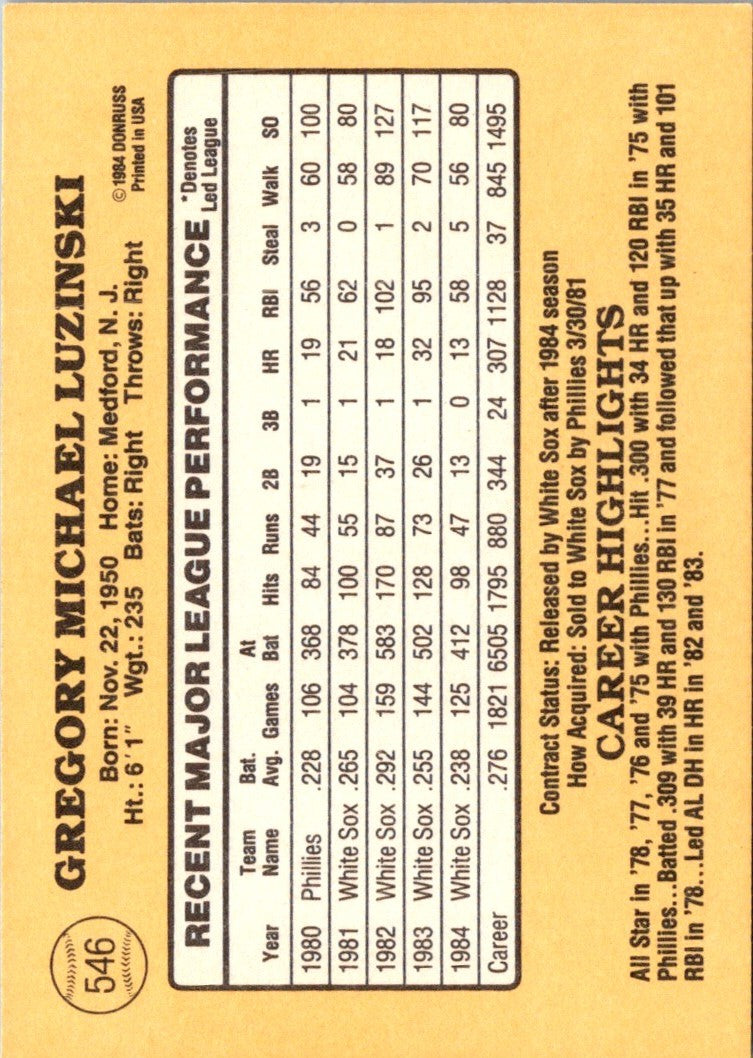 546
GREGORY MICHAEL LUZINSKI
Born: Nov. 22, 1950 Home: Medford, N. J.
Ht.: 6'1" Wgt.: 235 Bats: Right Throws: Right
© 1984 DONRUSS
Printed in USA
RECENT MAJOR LEAGUE PERFORMANCE
*Denotes
Led League
Team Bat. At
Year Name Avg. Games Bat Hits Runs 2B 3B HR RBI Steal Walk SO
1980 Phillies .228 106 368 84 44 19 1 19 56 3 60 100
1981 White Sox .265 104 378 100 55 15 1 21 62 0 58 80
1982 White Sox .292 159 583 170 87 37 1 18 102 1 89 127
1983 White Sox .255 144 502 128 73 26 1 32 95 2 70 117
1984 White Sox .238 125 412 98 47 13 0 13 58 5 56 80
Career .276 1821 6505 1795 880 344 24 307 1128 37 845 1495
Contract Status: Released by White Sox after 1984 season
How Acquired: Sold to White Sox by Phillies 3/30/81
CAREER HIGHLIGHTS
All Star in '78, '77, '76 and '75 with Phillies...Hit .300 with 34 HR and 120 RBI in '75 with
Phillies...Batted .309 with 39 HR and 130 RBI in '77 and followed that up with 35 HR and 101
RBI in '78...Led AL DH in HR in '82 and '83.